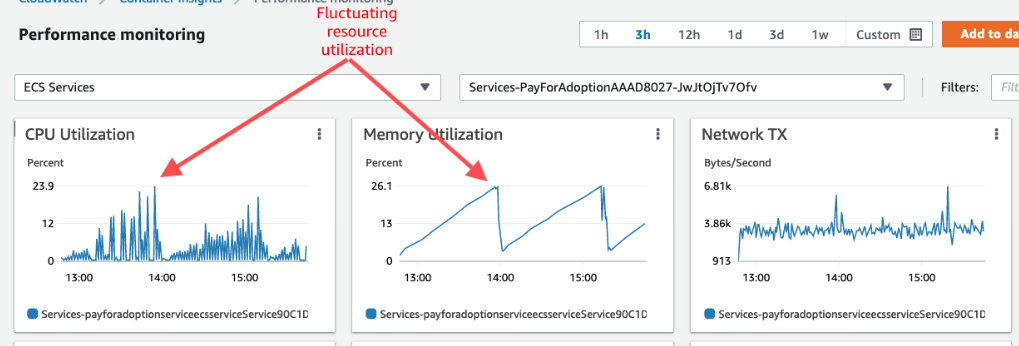 CloudWatch
Container Insights
Performance monitoring
Fluctuating
resource
utilization
Performance monitoring
1h 3h 12h 1d 3d 1w Custom
Add to da
ECS Services
Services-PayForAdoptionAAAD8027-JwJtOjTv7Ofv
Filters:
Filt
CPU Utilization
Percent
23.9
12
0
13:00 14:00 15:00
Services-payforadoptionserviceecsserviceService90C1D
Memory Utilization
Percent
26.1
13
0
13:00 14:00 15:00
Services-payforadoptionserviceecsserviceService90C1D
Network TX
Bytes/Second
6.81k
3.86k
913
13:00 14:00 15:00
Services-payforadoptionserviceecsserviceService90C1D